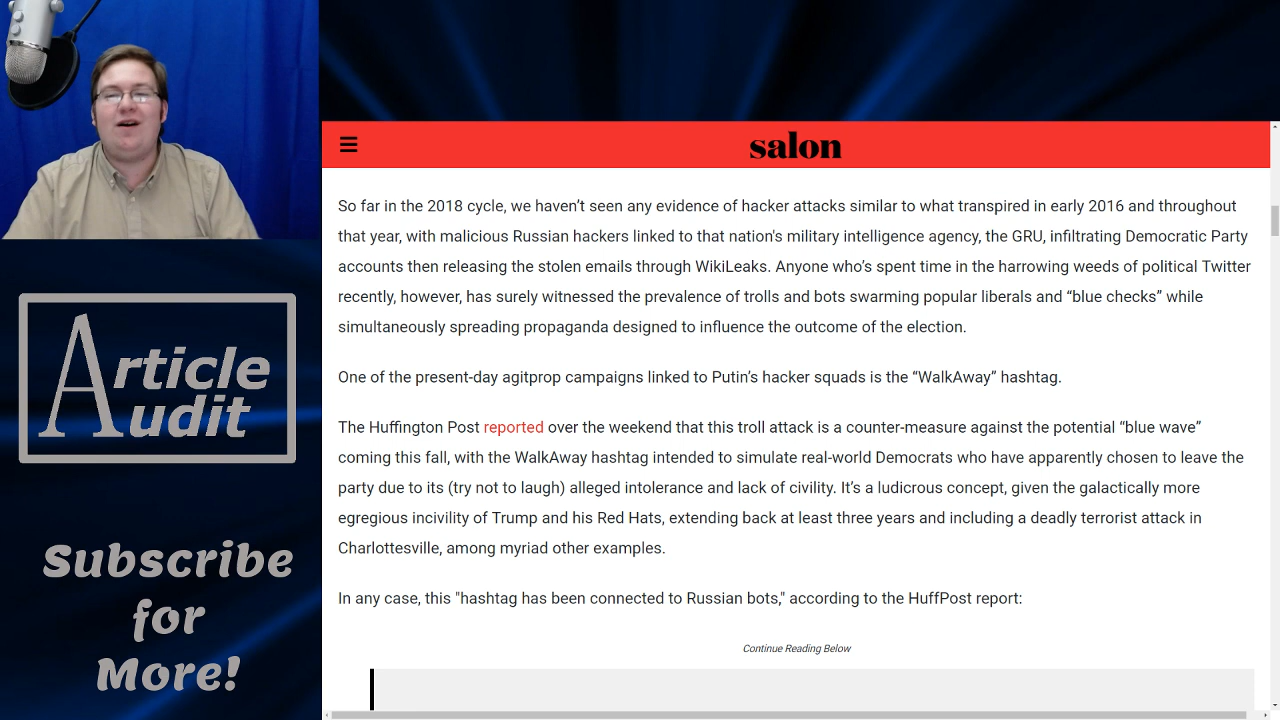 salon
So far in the 2018 cycle, we haven’t seen any evidence of hacker attacks similar to what transpired in early 2016 and throughout
that year, with malicious Russian hackers linked to that nation's military intelligence agency, the GRU, infiltrating Democratic Party
accounts then releasing the stolen emails through WikiLeaks. Anyone who’s spent time in the harrowing weeds of political Twitter
recently, however, has surely witnessed the prevalence of trolls and bots swarming popular liberals and “blue checks” while
simultaneously spreading propaganda designed to influence the outcome of the election.
One of the present-day agitprop campaigns linked to Putin’s hacker squads is the “WalkAway” hashtag.
The Huffington Post reported over the weekend that this troll attack is a counter-measure against the potential “blue wave”
coming this fall, with the WalkAway hashtag intended to simulate real-world Democrats who have apparently chosen to leave the
party due to its (try not to laugh) alleged intolerance and lack of civility. It’s a ludicrous concept, given the galactically more
egregious incivility of Trump and his Red Hats, extending back at least three years and including a deadly terrorist attack in
Charlottesville, among myriad other examples.
In any case, this "hashtag has been connected to Russian bots," according to the HuffPost report:
Continue Reading Below
Article
Audit
Subscribe
for
More!